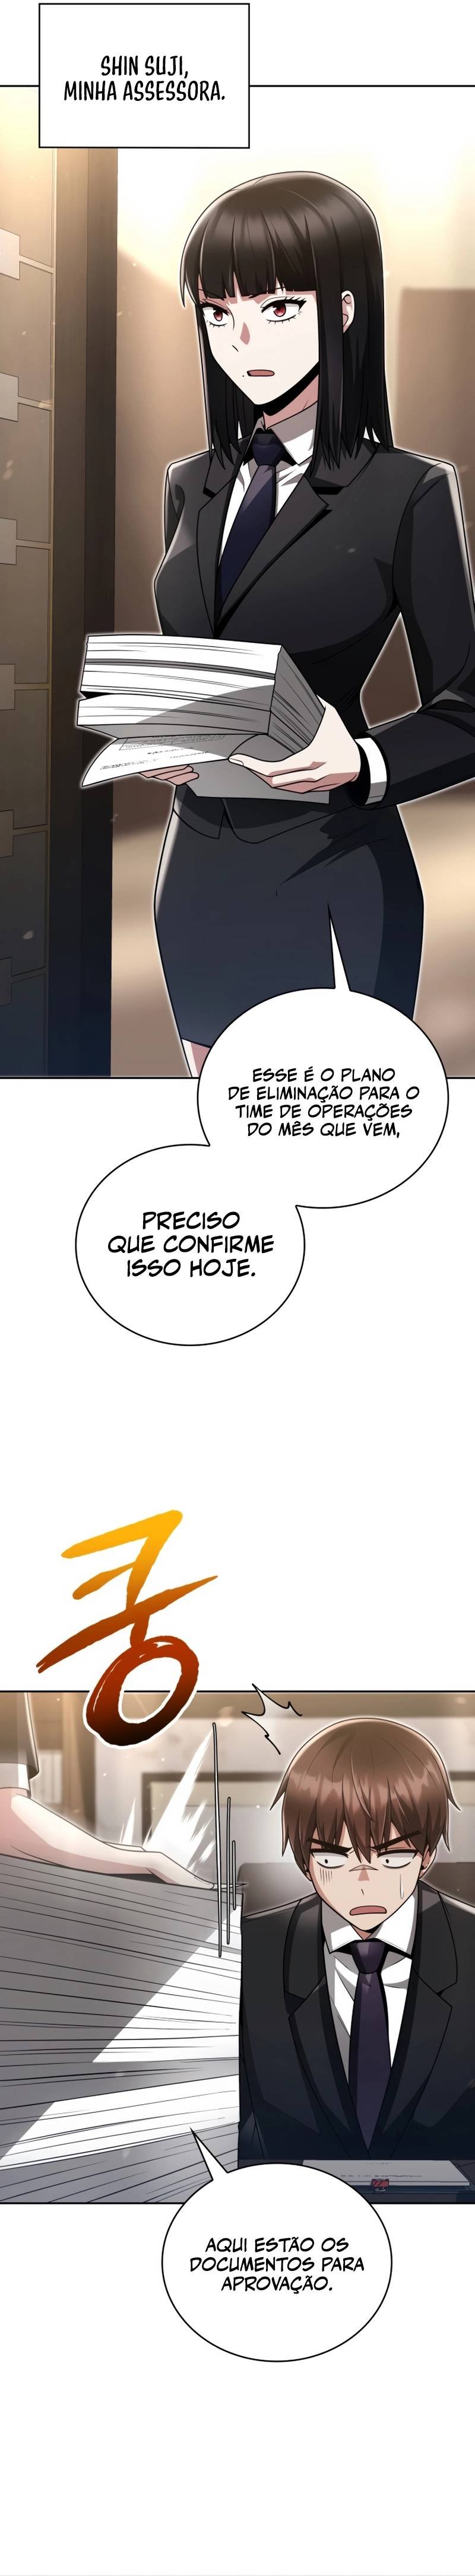 SHIN SUJI,
MINHA ASSESSORA.
ESSE É O PLANO
DE ELIMINAÇÃO PARA O
TIME DE OPERAÇÕES
DO MÊS QUE VEM,
PRECISO
QUE CONFIRME
ISSO HOJE.
쿵
AQUI ESTÃO OS
DOCUMENTOS PARA
APROVAÇÃO.